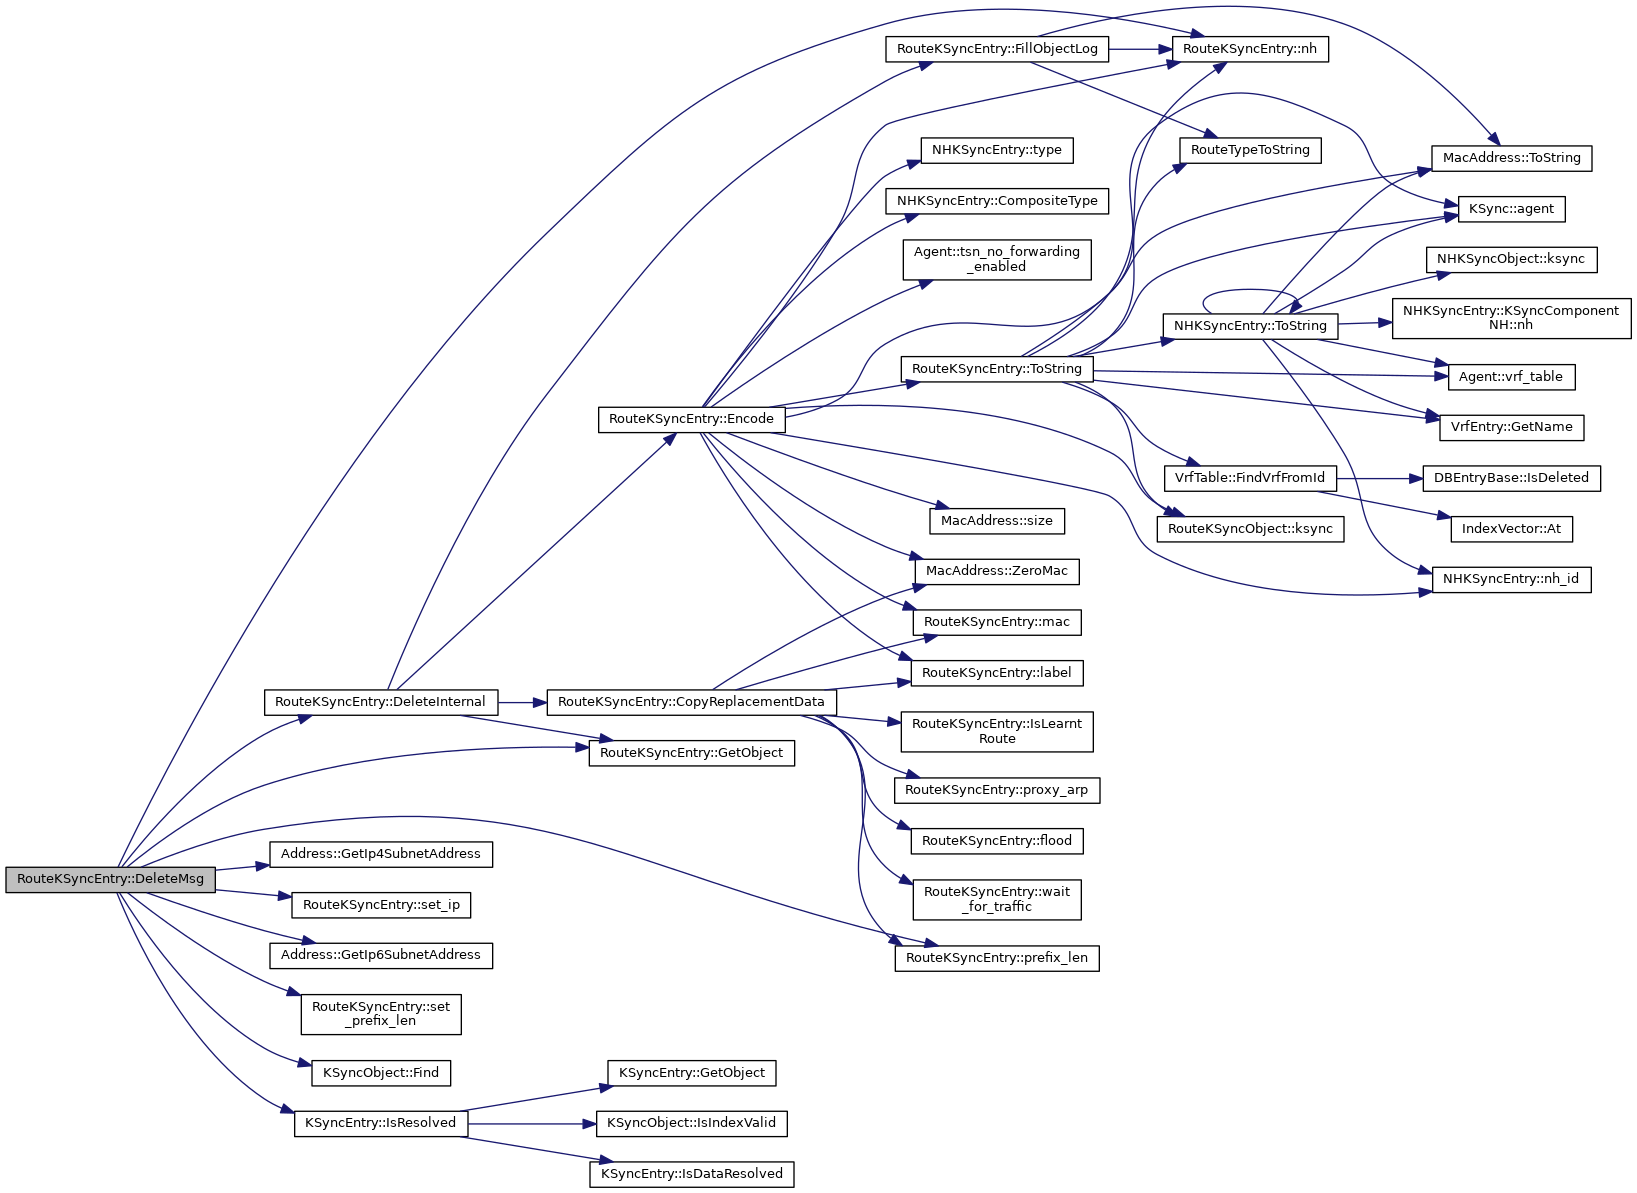 RouteKSyncEntry::FillObjectLog
RouteKSyncEntry::nh
NHKSyncEntry::type
RouteTypeToString
MacAddress::ToString
NHKSyncEntry::CompositeType
KSync::agent
Agent::tsn_no_forwarding
_enabled
NHKSyncObject::ksync
NHKSyncEntry::KSyncComponent
NH::nh
NHKSyncEntry::ToString
RouteKSyncEntry::ToString
Agent::vrf_table
RouteKSyncEntry::Encode
VrfEntry::GetName
VrfTable::FindVrfFromId
DBEntryBase::IsDeleted
MacAddress::size
RouteKSyncObject::ksync
IndexVector::At
MacAddress::ZeroMac
NHKSyncEntry::nh_id
RouteKSyncEntry::mac
RouteKSyncEntry::label
RouteKSyncEntry::DeleteInternal
RouteKSyncEntry::CopyReplacementData
RouteKSyncEntry::IsLearnt
Route
RouteKSyncEntry::GetObject
RouteKSyncEntry::proxy_arp
RouteKSyncEntry::flood
Address::GetIp4SubnetAddress
RouteKSyncEntry::DeleteMsg
RouteKSyncEntry::wait
_for_traffic
RouteKSyncEntry::set_ip
Address::GetIp6SubnetAddress
RouteKSyncEntry::prefix_len
RouteKSyncEntry::set
_prefix_len
KSyncObject::Find
KSyncEntry::GetObject
KSyncEntry::IsResolved
KSyncObject::IsIndexValid
KSyncEntry::IsDataResolved